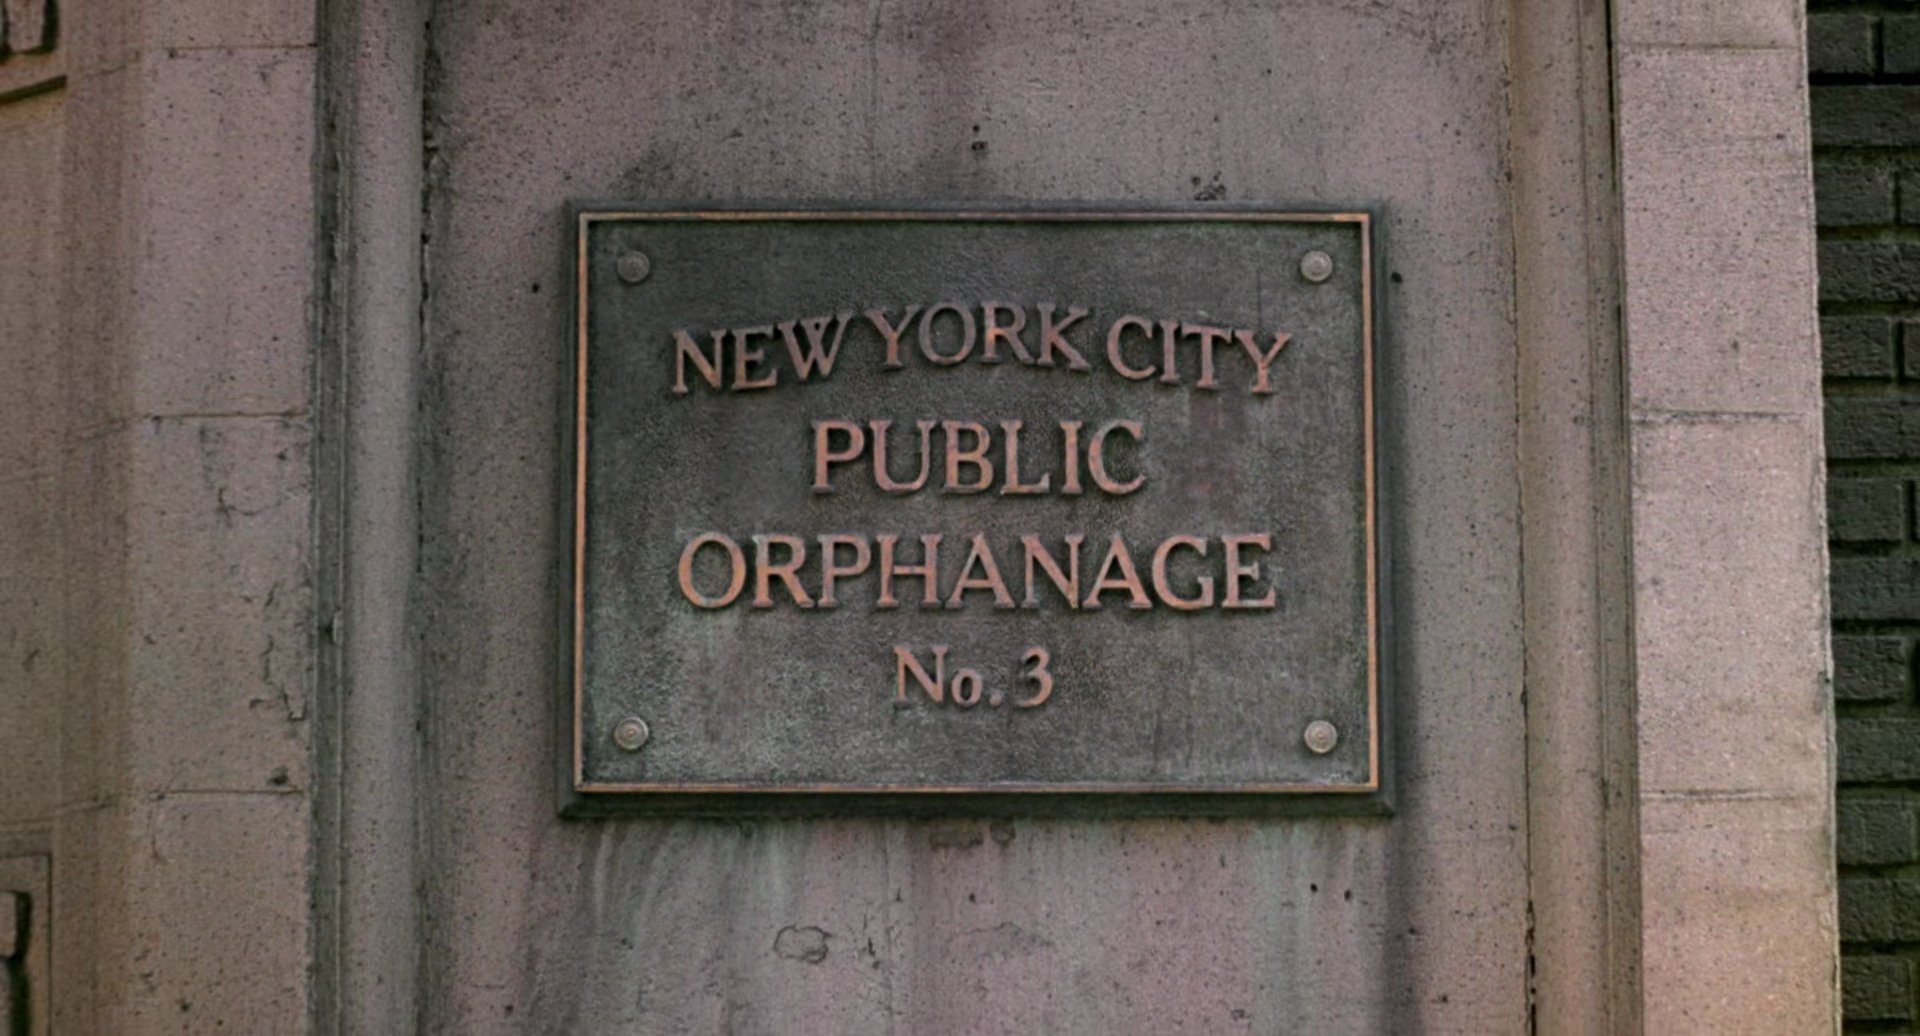 NEW YORK CITY
PUBLIC
ORPHANAGE
No. 3